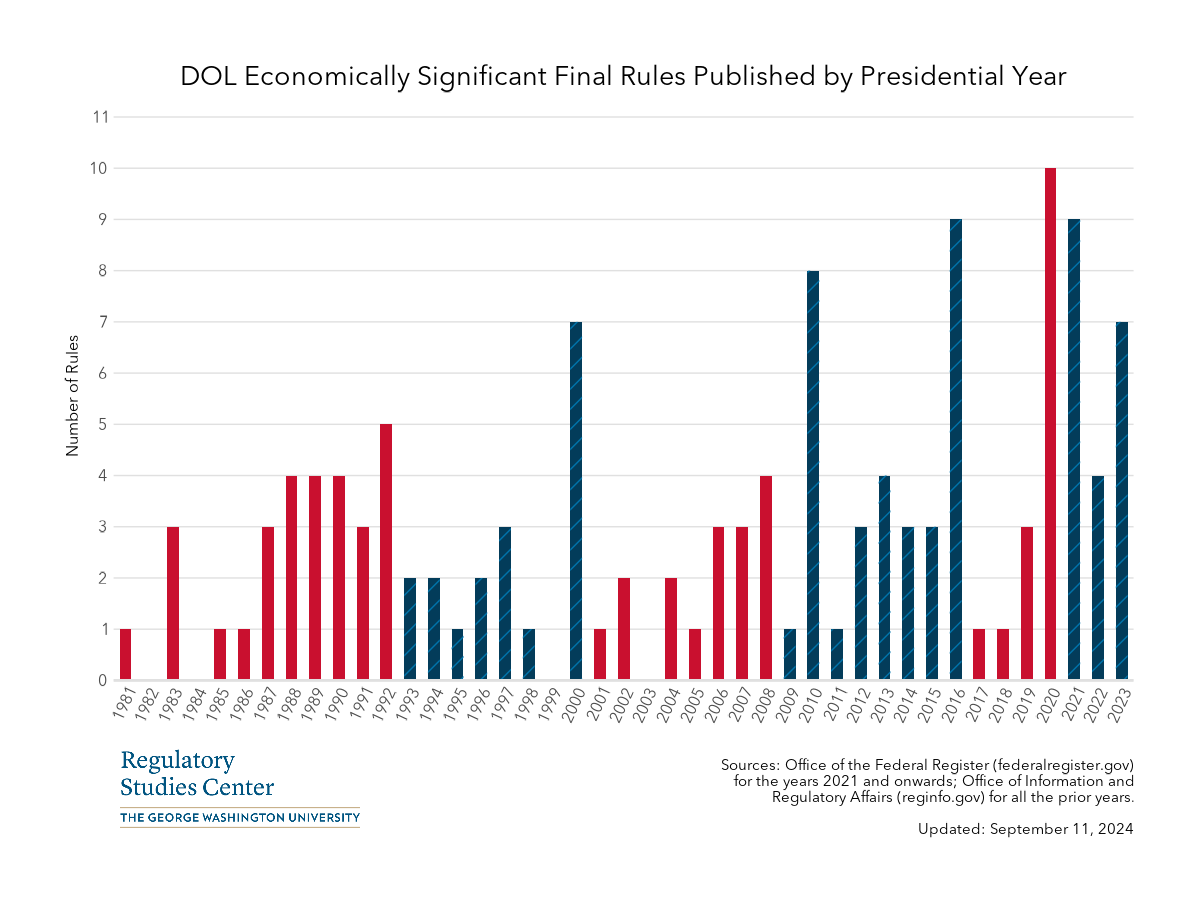 DOL Economically Significant Final Rules Published by Presidential Year
11
10
9
8
7
6
5
4
3
2
1
0
Number of Rules
1981 1982 1983 1984 1985 1986 1987 1988 1989 1990 1991 1992 1993 1994 1995 1996 1997 1998 1999 2000 2001 2002 2003 2004 2005 2006 2007 2008 2009 2010 2011 2012 2013 2014 2015 2016 2017 2018 2019 2020 2021 2022 2023
Regulatory
Studies Center
THE GEORGE WASHINGTON UNIVERSITY
Sources: Office of the Federal Register (federalregister.gov)
for the years 2021 and onwards; Office of Information and
Regulatory Affairs (reginfo.gov) for all the prior years.
Updated: September 11, 2024